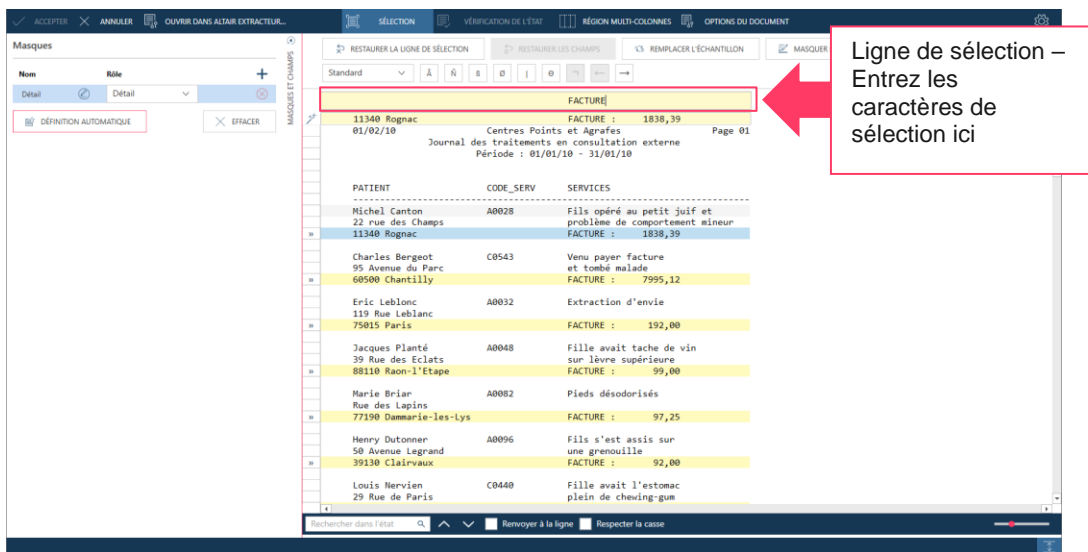 ACCEPTER ANNULER OUVRIR DANS ALTAIR EXTRACTEUR... SÉLECTION VÉRIFICATION DE L'ÉTAT RÉGION MULTI-COLONNES OPTIONS DU DOCUMENT
Masques
Nom Rôle
Détail Détail
DÉFINITION AUTOMATIQUE EFFACER
MASQUES ET CHAMPS
RESTAURER LA LIGNE DE SÉLECTION RESTAURER LES CHAMPS REMPLACER L'ÉCHANTILLON MASQUER
Standard Ä Ñ ß Ø | θ ¬ ← →
FACTURE
11340 Rognac FACTURE : 1838,39
01/02/10 Centres Points et Agrafes Page 01
Journal des traitements en consultation externe
Période : 01/01/10 - 31/01/10
PATIENT CODE_SERV SERVICES
Michel Canton A0028 Fils opéré au petit juif et
22 rue des Champs problème de comportement mineur
11340 Rognac FACTURE : 1838,39
Charles Bergeot C0543 Venu payer facture
95 Avenue du Parc et tombé malade
60500 Chantilly FACTURE : 7995,12
Eric Leblonc A0032 Extraction d'envie
119 Rue Leblanc
75015 Paris FACTURE : 192,00
Jacques Planté A0048 Fille avait tache de vin
39 Rue des Eclats sur lèvre supérieure
88110 Raon-l'Etape FACTURE : 99,00
Marie Briar A0082 Pieds désodorisés
Rue des Lapins
77190 Dammarie-les-Lys FACTURE : 97,25
Henry Dutonner A0096 Fils s'est assis sur
50 Avenue Legrand une grenouille
39130 Clairvaux FACTURE : 92,00
Louis Nervien C0440 Fille avait l'estomac
29 Rue de Paris plein de chewing-gum
Rechercher dans l'état Renvoyer à la ligne Respecter la casse
Ligne de sélection –
Entrez les
caractères de
sélection ici